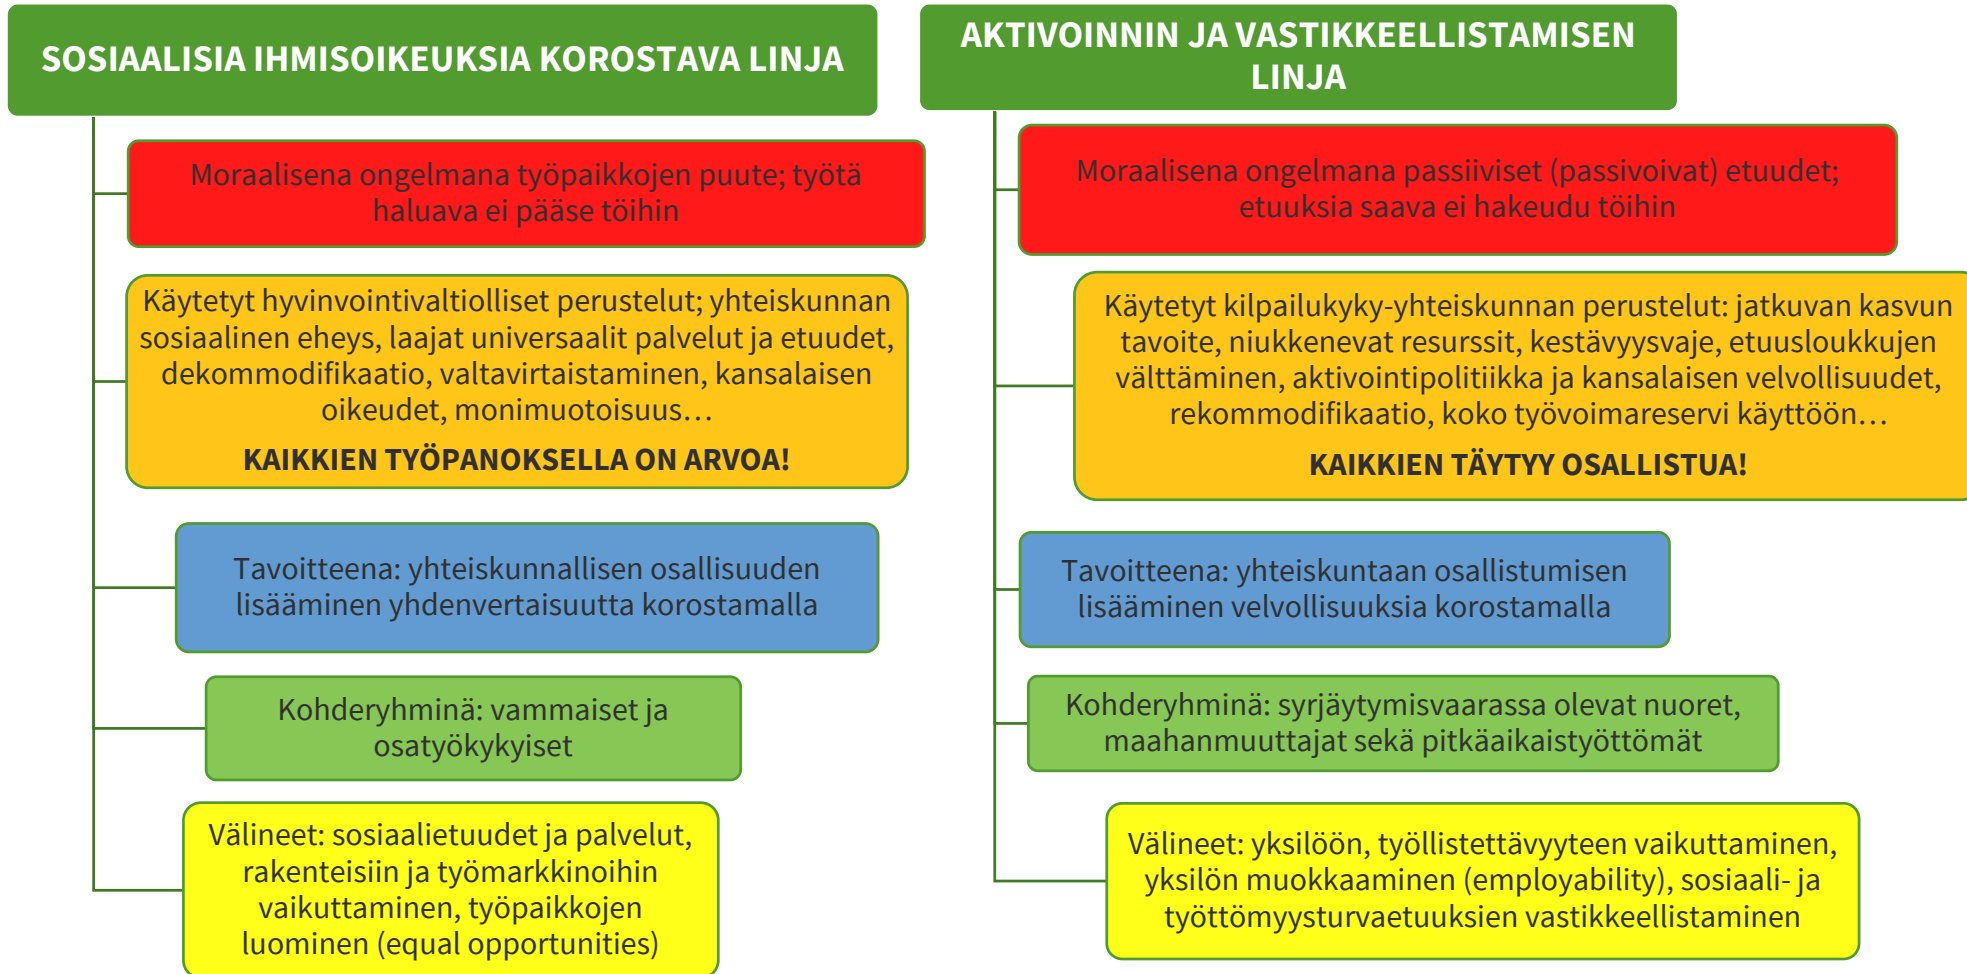 SOSIAALISIA IHMISOIKEUKSIA KOROSTAVA LINJA
Moraalisena ongelmana työpaikkojen puute; työtä
haluava ei pääse töihin
Käytetyt hyvinvointivaltiolliset perustelut; yhteiskunnan
sosiaalinen eheys, laajat universaalit palvelut ja etuudet,
dekommodifikaatio, valtavirtaistaminen, kansalaisen
oikeudet, monimuotoisuus…
KAIKKIEN TYÖPANOKSELLA ON ARVOA!
Tavoitteena: yhteiskunnallisen osallisuuden
lisääminen yhdenvertaisuutta korostamalla
Kohderyhminä: vammaiset ja
osatyökykyiset
Välineet: sosiaalietuudet ja palvelut,
rakenteisiin ja työmarkkinoihin
vaikuttaminen, työpaikkojen
luominen (equal opportunities)
AKTIVOINNIN JA VASTIKKEELLISTAMISEN
LINJA
Moraalisena ongelmana passiiviset (passivoivat) etuudet;
etuuksia saava ei hakeudu töihin
Käytetyt kilpailukyky-yhteiskunnan perustelut: jatkuvan kasvun
tavoite, niukkenevat resurssit, kestävyysvaje, etuusloukkujen
välttäminen, aktivointipolitiikka ja kansalaisen velvollisuudet,
rekommodifikaatio, koko työvoimareservi käyttöön…
KAIKKIEN TÄYTYY OSALLISTUA!
Tavoitteena: yhteiskuntaan osallistumisen
lisääminen velvollisuuksia korostamalla
Kohderyhminä: syrjäytymisvaarassa olevat nuoret,
maahanmuuttajat sekä pitkäaikaistyöttömät
Välineet: yksilöön, työllistettävyyteen vaikuttaminen,
yksilön muokkaaminen (employability), sosiaali- ja
työttömyysturvaetuuksien vastikkeellistaminen